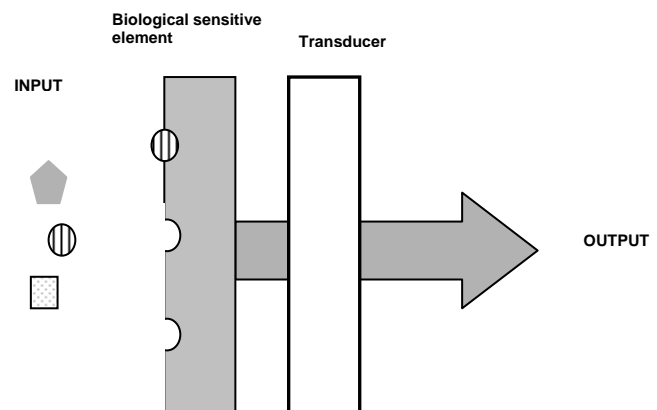 Biological sensitive
element
Transducer
INPUT
OUTPUT